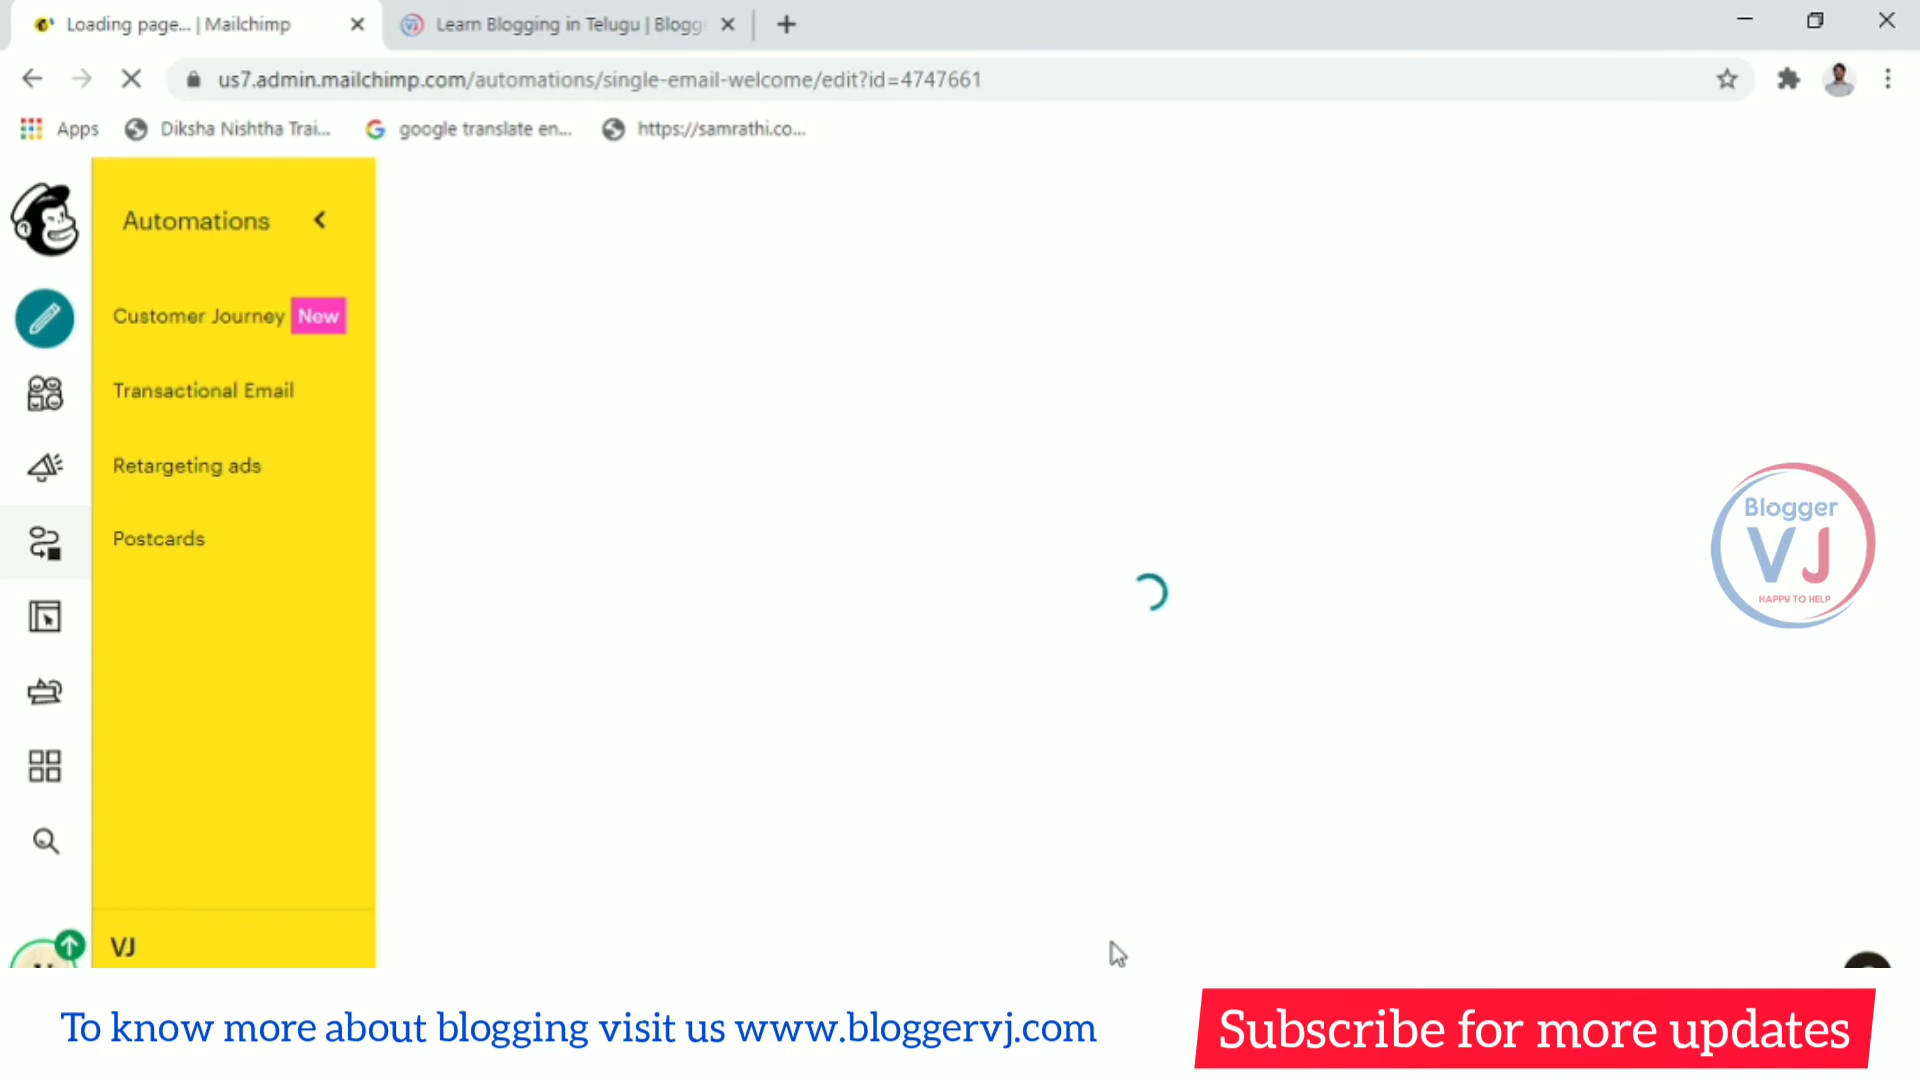 Loading page... | Mailchimp
Learn Blogging in Telugu | Blogg
us7.admin.mailchimp.com/automations/single-email-welcome/edit?id=4747661
Apps
Diksha Nishtha Trai...
google translate en...
https://samrathi.co...
Automations
Customer Journey New
Transactional Email
Retargeting ads
Postcards
Blogger
VJ
HAPPY TO HELP
VJ
To know more about blogging visit us www.bloggervj.com
Subscribe for more updates